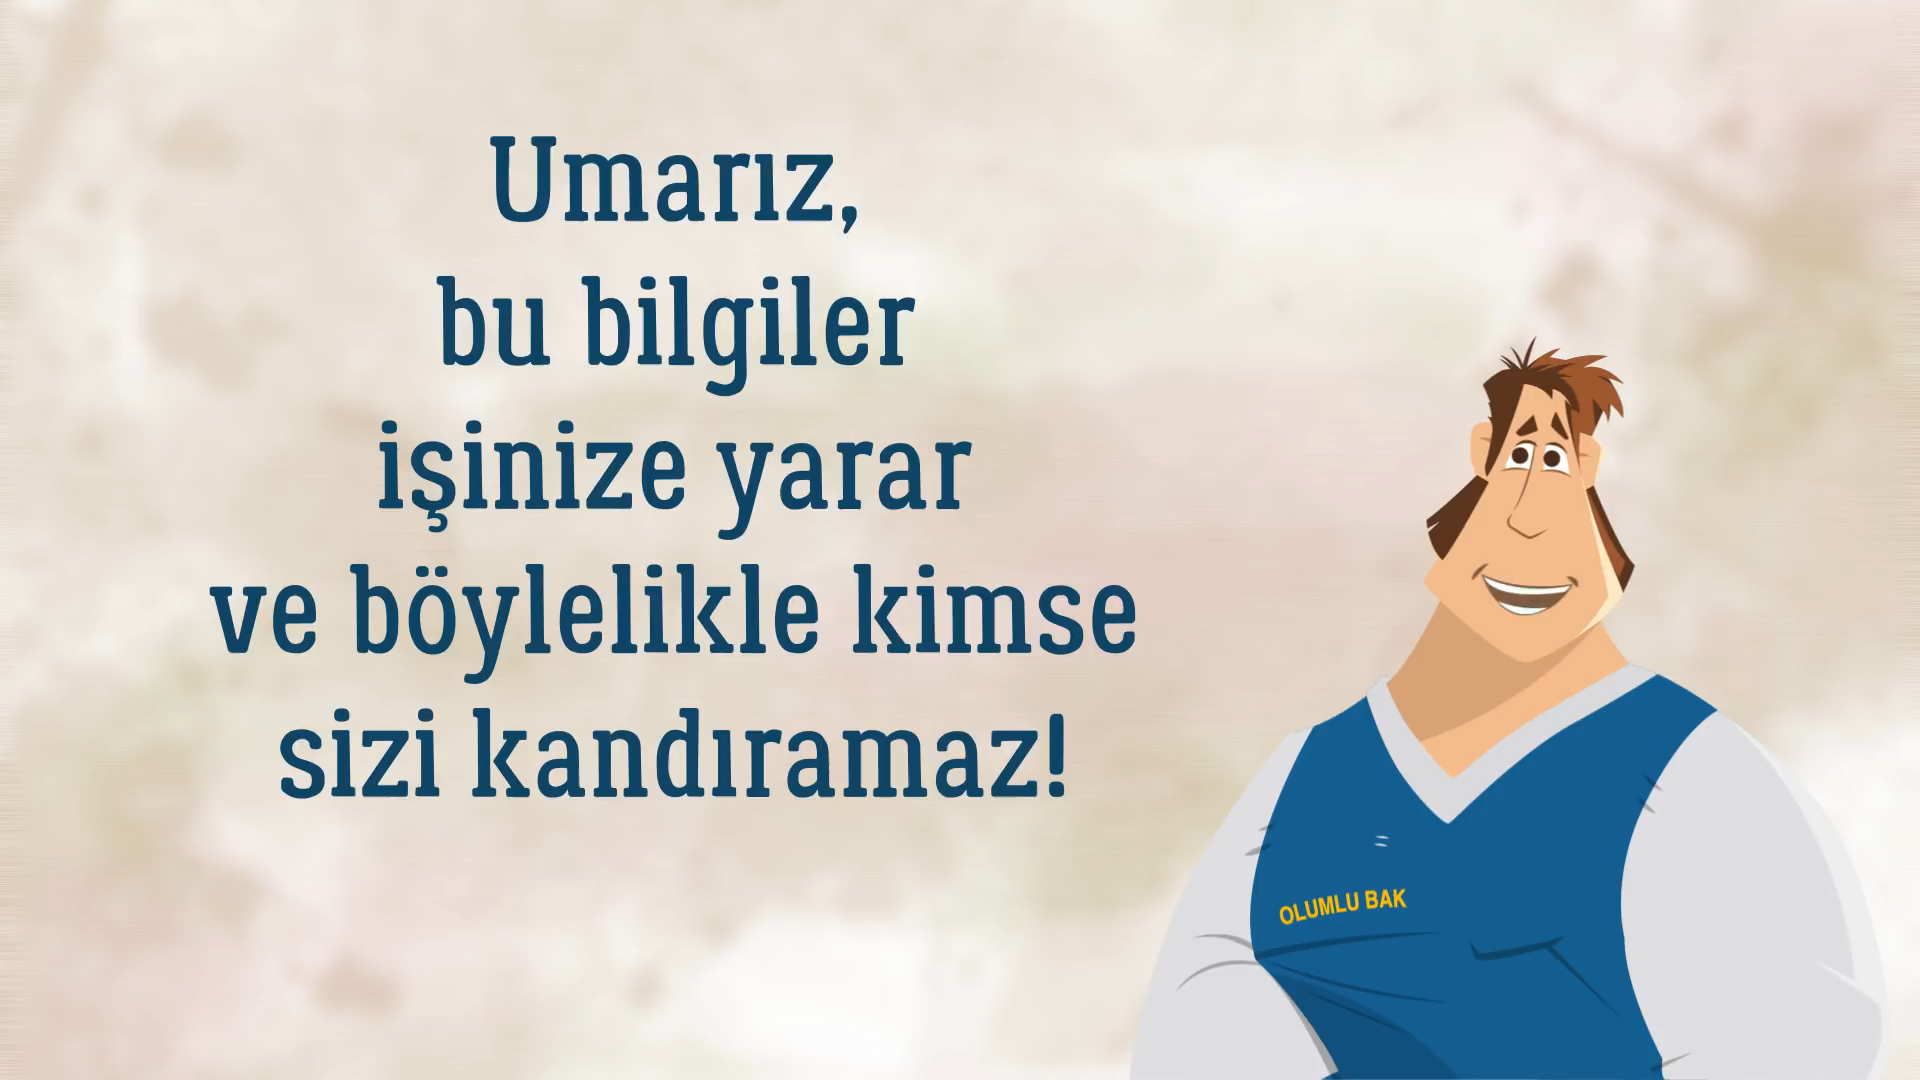 Umarız,
bu bilgiler
işinize yarar
ve böylelikle kimse
sizi kandıramaz!
OLUMLU BAK